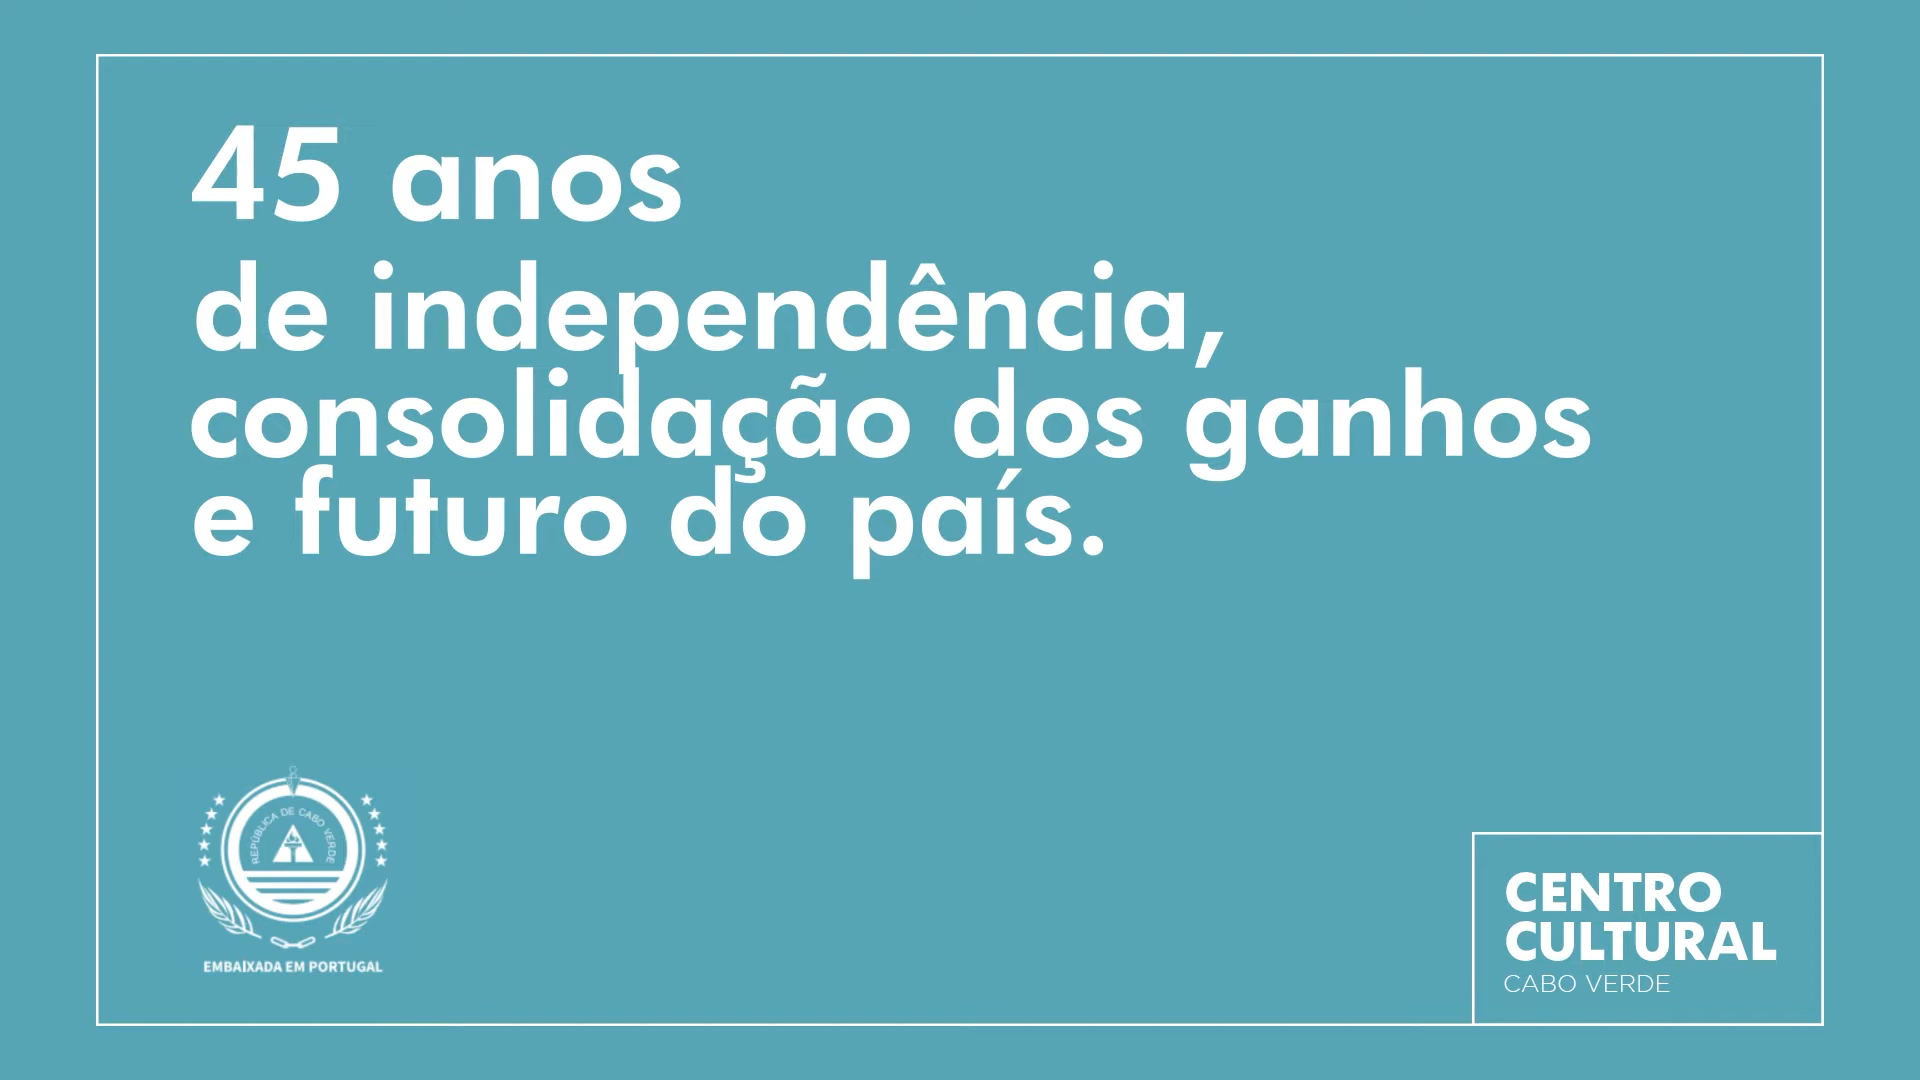 45 anos
de independência,
consolidação dos ganhos
e futuro do país.
REPÚBLICA DE CABO VERDE
EMBAIXADA EM PORTUGAL
CENTRO
CULTURAL
CABO VERDE